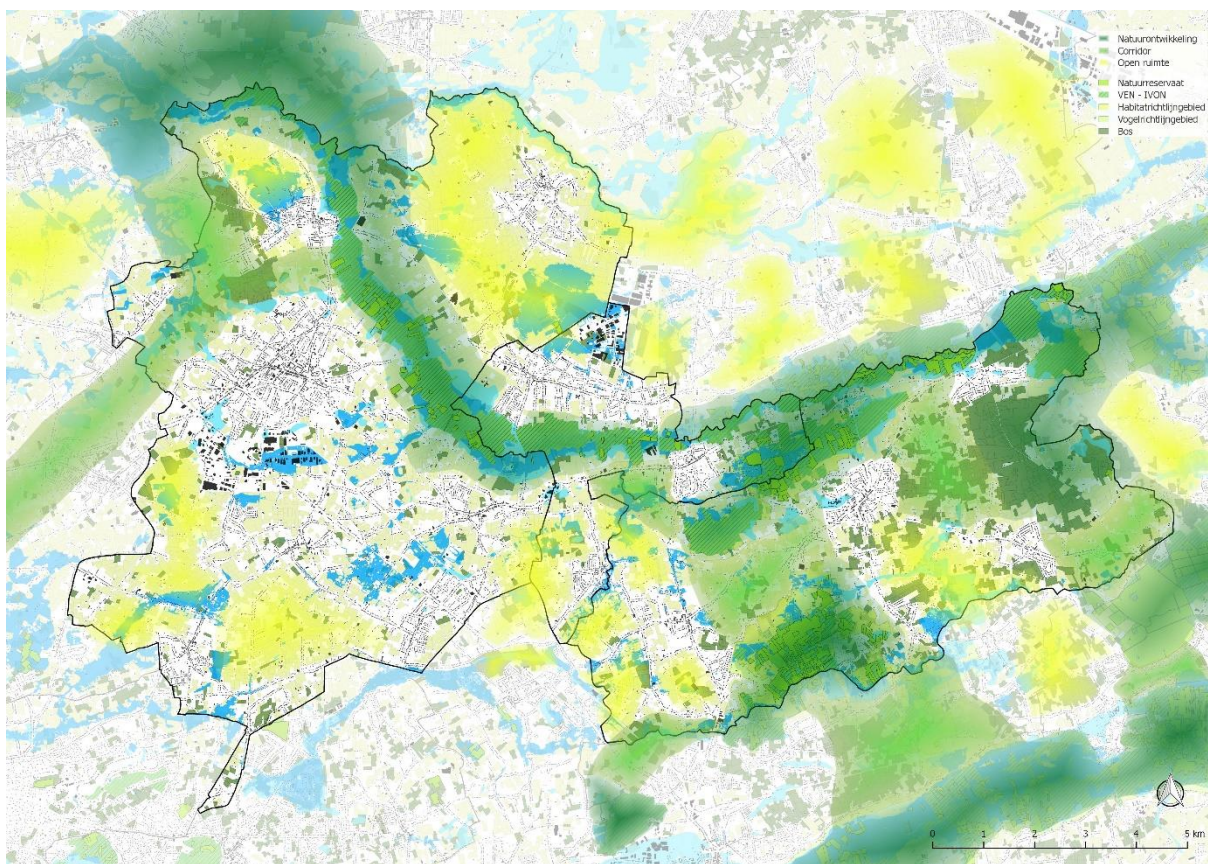 Natuurontwikkeling
Corridor
Open ruimte
Natuurreservaat
VEN - IVON
Habitatrichtlijngebied
Vogelrichtlijngebied
Bos
0 1 2 3 4 5 km